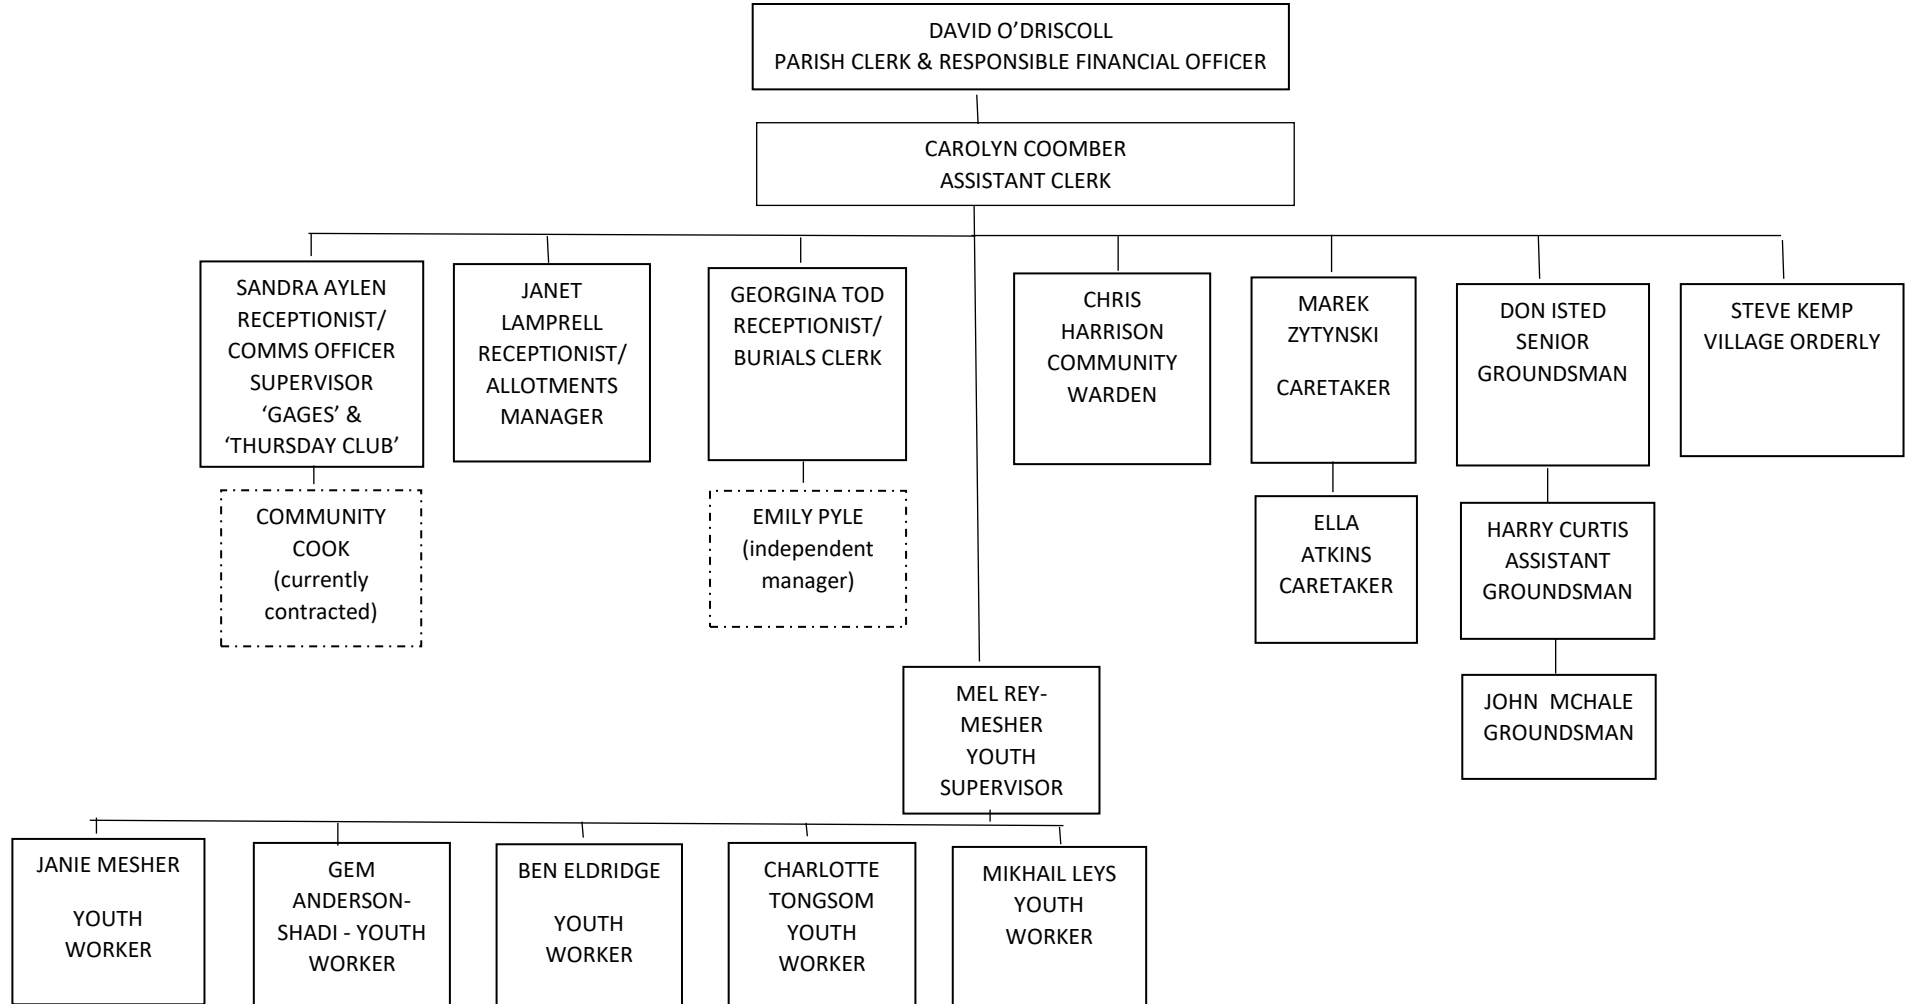 DAVID O’DRISCOLL
PARISH CLERK & RESPONSIBLE FINANCIAL OFFICER
CAROLYN COOMBER
ASSISTANT CLERK
SANDRA AYLEN
RECEPTIONIST/
COMMS OFFICER
SUPERVISOR
‘GAGES’ &
‘THURSDAY CLUB’
JANET
LAMPRELL
RECEPTIONIST/
ALLOTMENTS
MANAGER
GEORGINA TOD
RECEPTIONIST/
BURIALS CLERK
CHRIS
HARRISON
COMMUNITY
WARDEN
MAREK
ZYTYNSKI
CARETAKER
DON ISTED
SENIOR
GROUNDSMAN
STEVE KEMP
VILLAGE ORDERLY
COMMUNITY
COOK
(currently
contracted)
EMILY PYLE
(independent
manager)
ELLA
ATKINS
CARETAKER
HARRY CURTIS
ASSISTANT
GROUNDSMAN
JOHN MCHALE
GROUNDSMAN
MEL REY-
MESHER
YOUTH
SUPERVISOR
JANIE MESHER
YOUTH
WORKER
GEM
ANDERSON-
SHADI - YOUTH
WORKER
BEN ELDRIDGE
YOUTH
WORKER
CHARLOTTE
TONGSOM
YOUTH
WORKER
MIKHAIL LEYS
YOUTH
WORKER